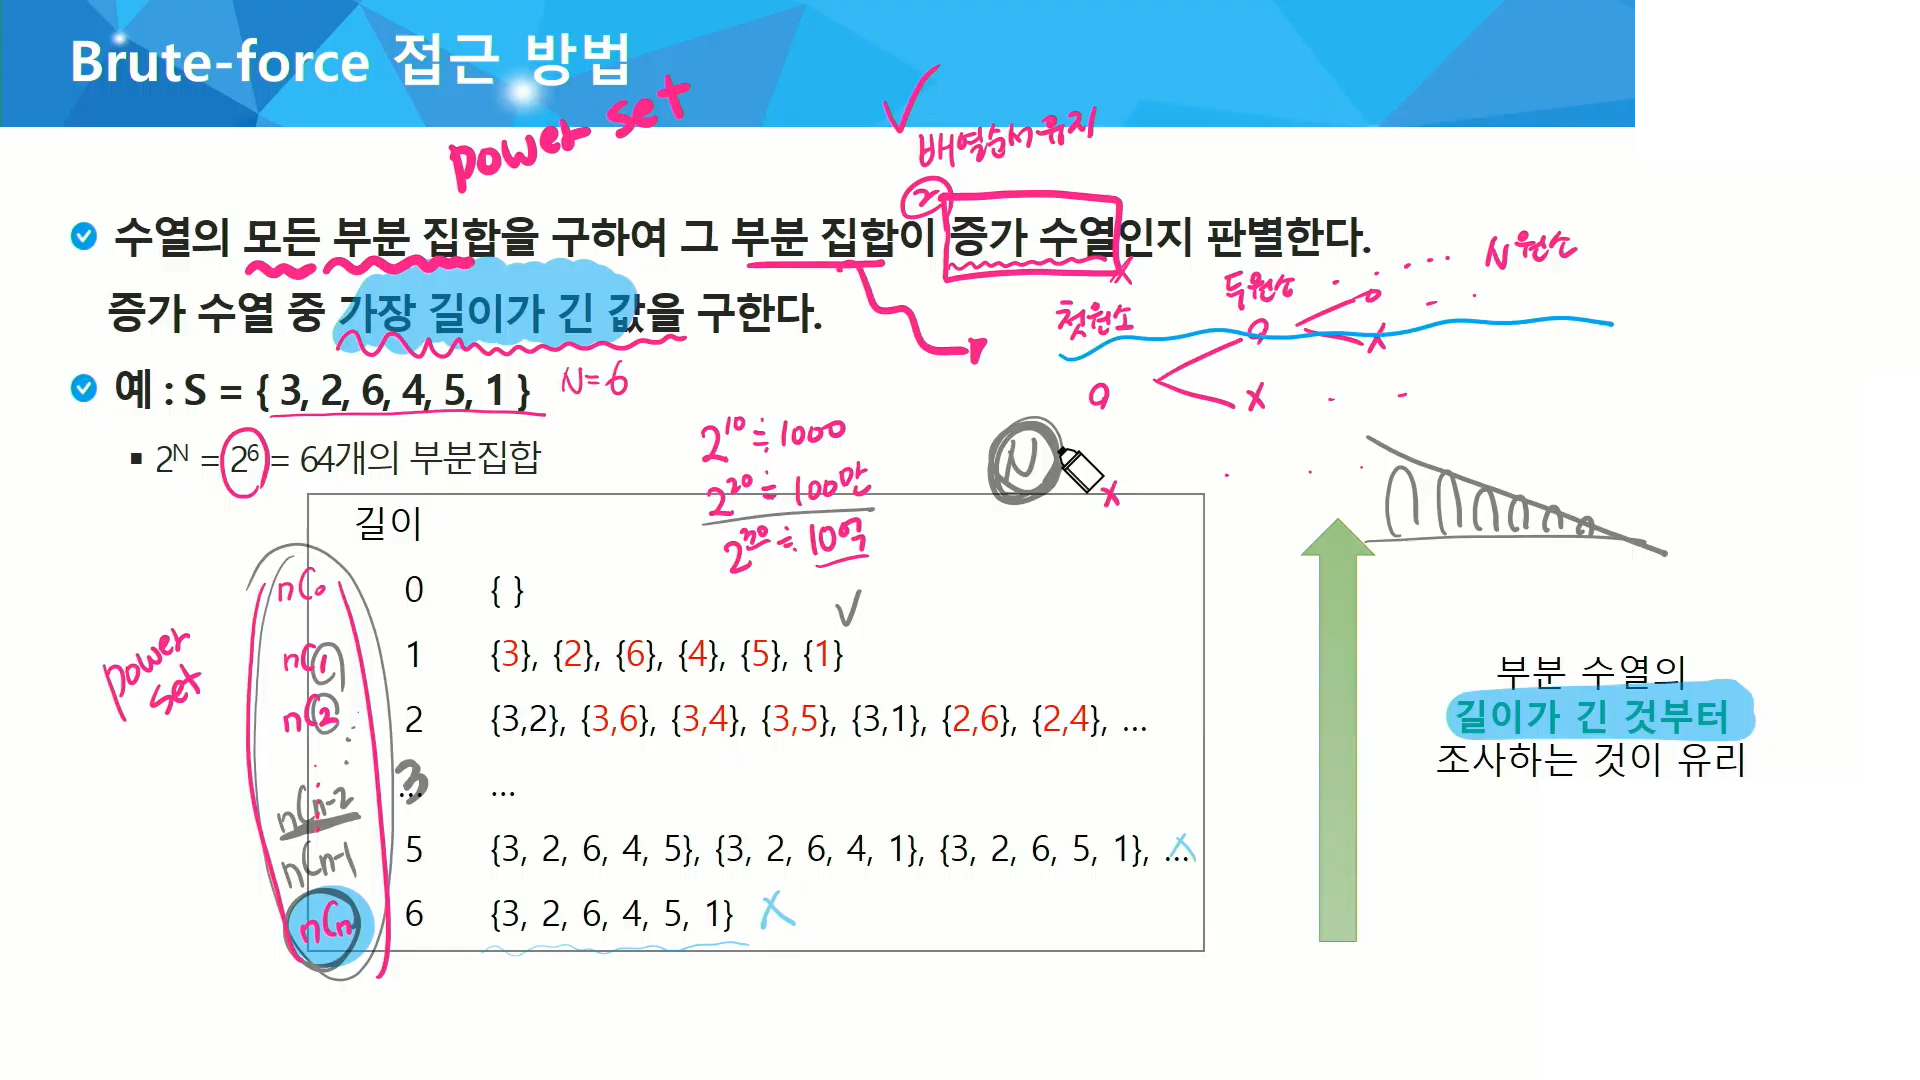 Brute-force 접근 방법
power set
배열순서유지
2
수열의 모든 부분 집합을 구하여 그 부분 집합이 증가 수열인지 판별한다.
증가 수열 중 가장 길이가 긴 값을 구한다.
첫원소
두원소
N원소
예 : S = { 3, 2, 6, 4, 5, 1 }
N=6
2^N = 2^6 = 64개의 부분집합
2^10 ≒ 1000
2^20 ≒ 100만
2^30 ≒ 10억
N
길이
nC0
0 { }
nC1
1 {3}, {2}, {6}, {4}, {5}, {1}
power set
nC2
2 {3,2}, {3,6}, {3,4}, {3,5}, {3,1}, {2,6}, {2,4}, ...
3
... ...
nCn-2
5 {3, 2, 6, 4, 5}, {3, 2, 6, 4, 1}, {3, 2, 6, 5, 1}, ...
nCn-1
6 {3, 2, 6, 4, 5, 1}
nCn
부분 수열의
길이가 긴 것부터
조사하는 것이 유리